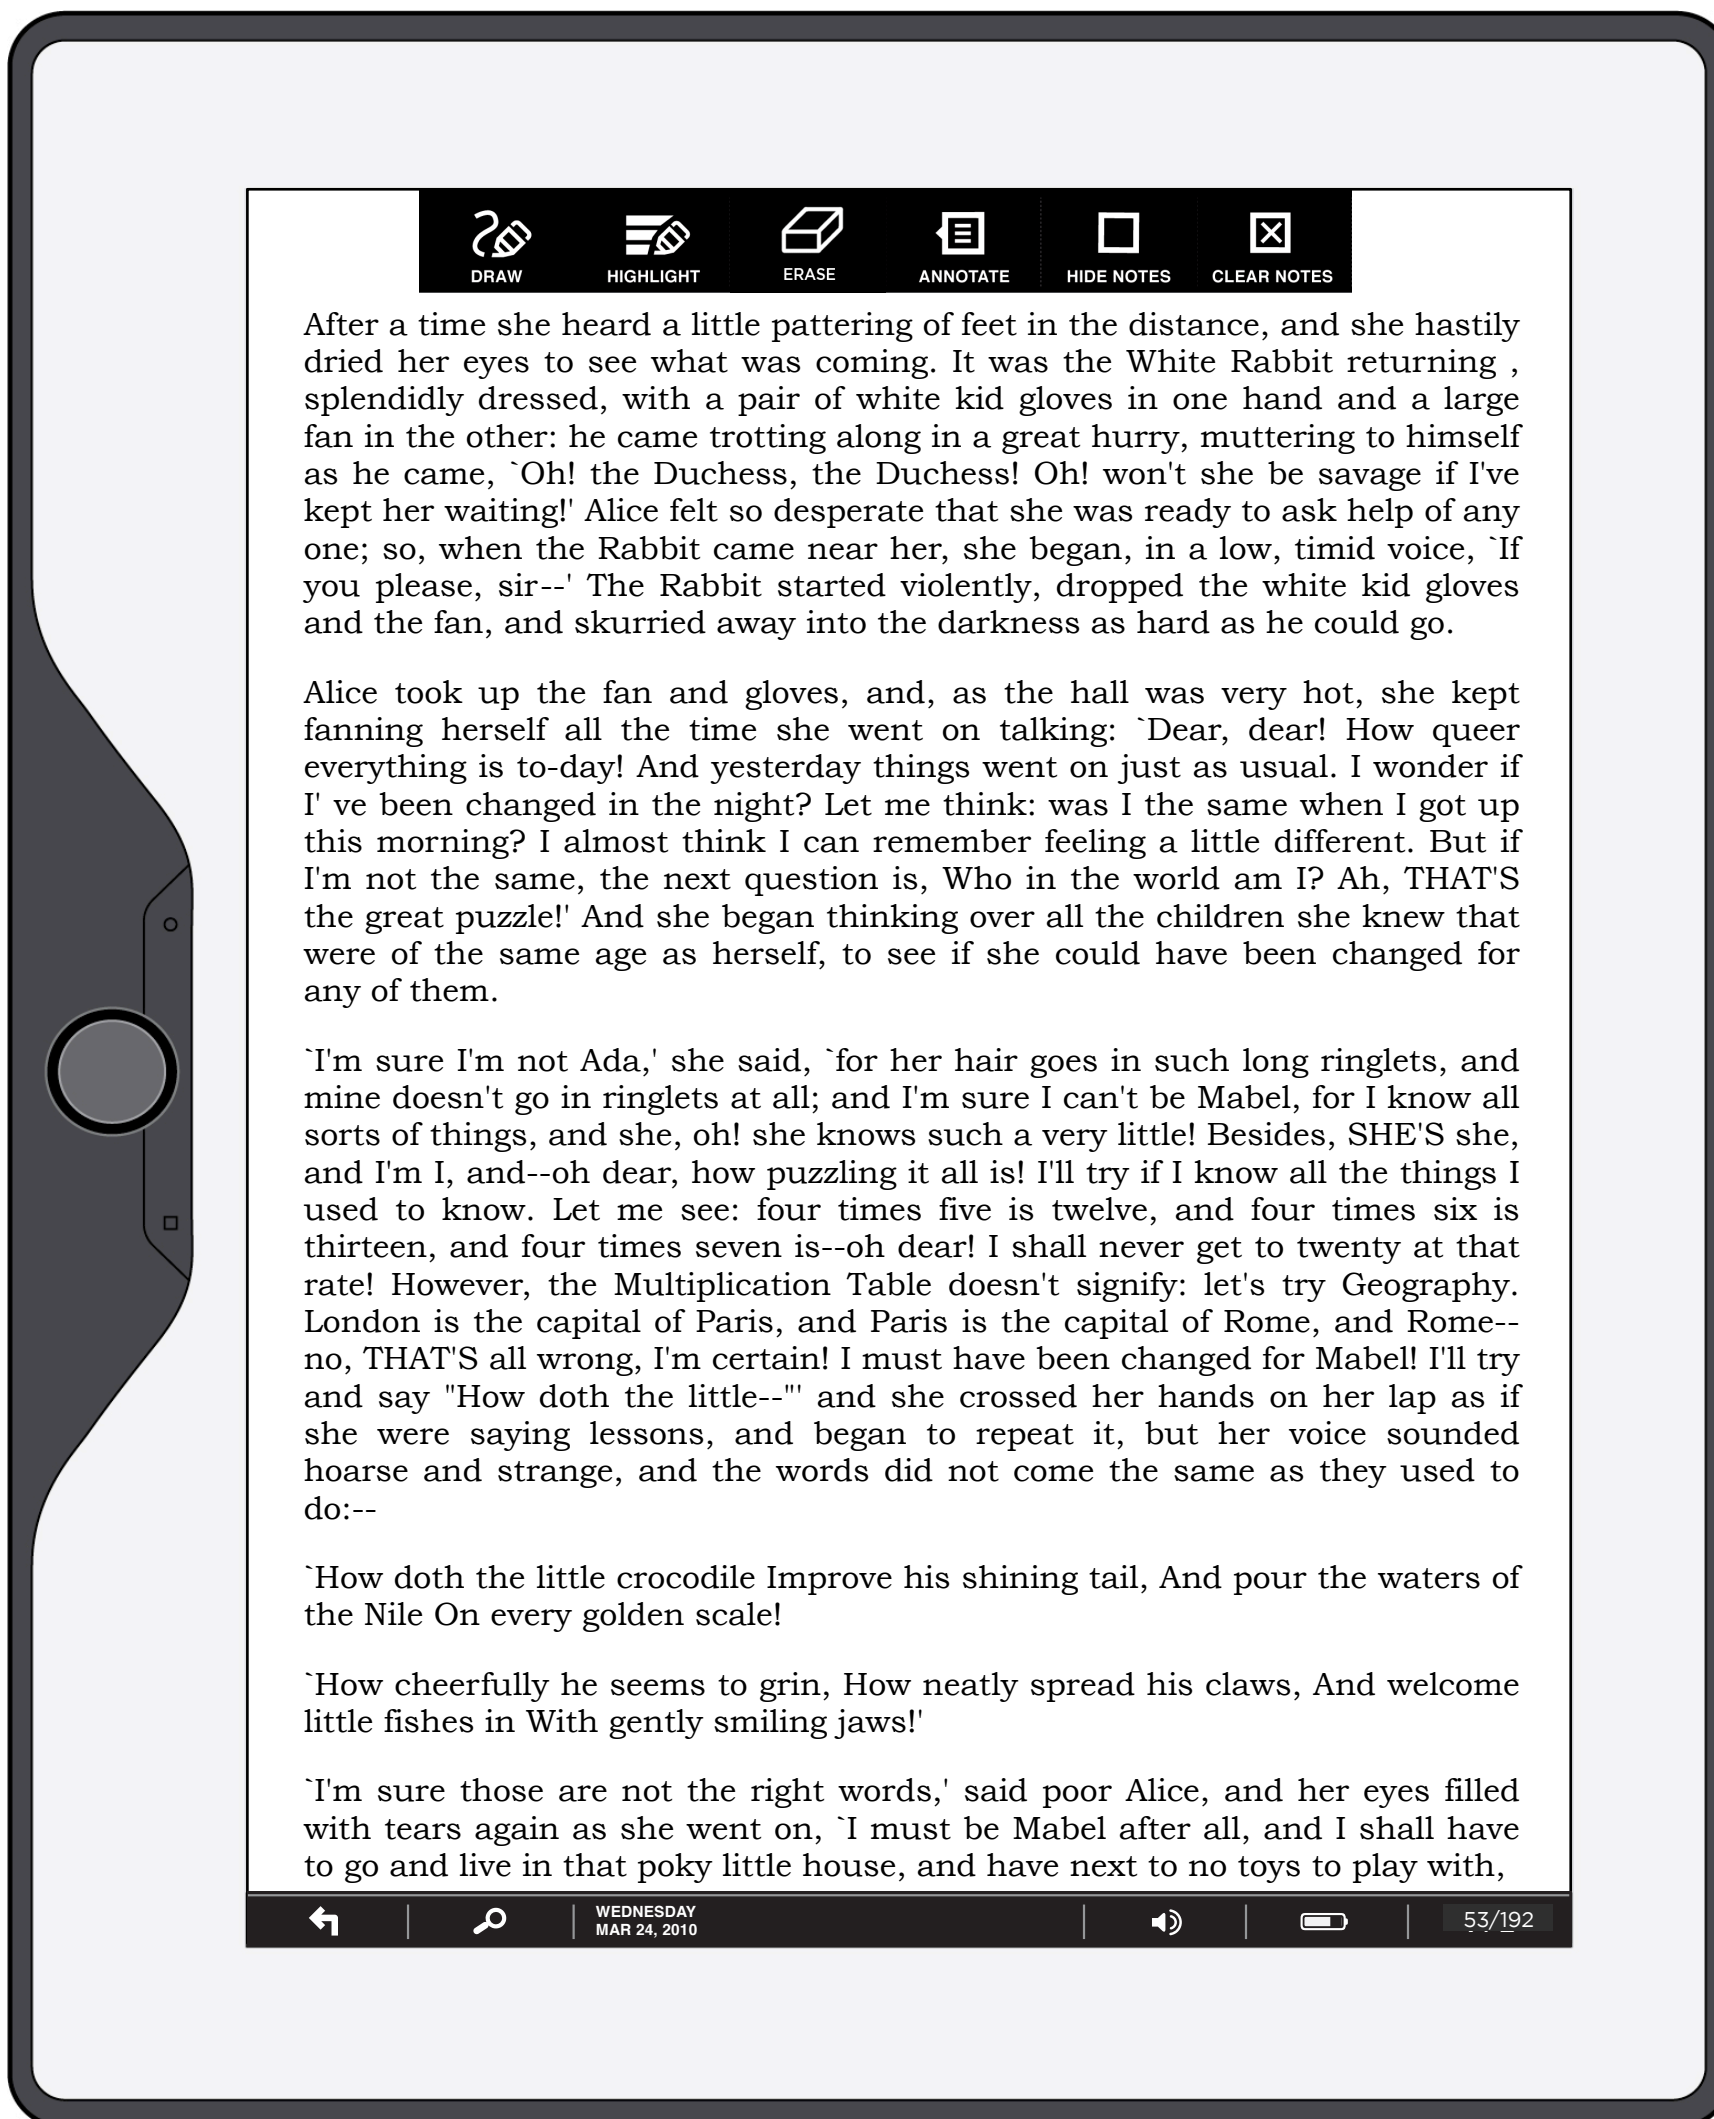 DRAW HIGHLIGHT ERASE ANNOTATE HIDE NOTES CLEAR NOTES
After a time she heard a little pattering of feet in the distance, and she hastily
dried her eyes to see what was coming. It was the White Rabbit returning ,
splendidly dressed, with a pair of white kid gloves in one hand and a large
fan in the other: he came trotting along in a great hurry, muttering to himself
as he came, `Oh! the Duchess, the Duchess! Oh! won't she be savage if I've
kept her waiting!' Alice felt so desperate that she was ready to ask help of any
one; so, when the Rabbit came near her, she began, in a low, timid voice, `If
you please, sir--' The Rabbit started violently, dropped the white kid gloves
and the fan, and skurried away into the darkness as hard as he could go.
Alice took up the fan and gloves, and, as the hall was very hot, she kept
fanning herself all the time she went on talking: `Dear, dear! How queer
everything is to-day! And yesterday things went on just as usual. I wonder if
I' ve been changed in the night? Let me think: was I the same when I got up
this morning? I almost think I can remember feeling a little different. But if
I'm not the same, the next question is, Who in the world am I? Ah, THAT'S
the great puzzle!' And she began thinking over all the children she knew that
were of the same age as herself, to see if she could have been changed for
any of them.
`I'm sure I'm not Ada,' she said, `for her hair goes in such long ringlets, and
mine doesn't go in ringlets at all; and I'm sure I can't be Mabel, for I know all
sorts of things, and she, oh! she knows such a very little! Besides, SHE'S she,
and I'm I, and--oh dear, how puzzling it all is! I'll try if I know all the things I
used to know. Let me see: four times five is twelve, and four times six is
thirteen, and four times seven is--oh dear! I shall never get to twenty at that
rate! However, the Multiplication Table doesn't signify: let's try Geography.
London is the capital of Paris, and Paris is the capital of Rome, and Rome--
no, THAT'S all wrong, I'm certain! I must have been changed for Mabel! I'll try
and say "How doth the little--"' and she crossed her hands on her lap as if
she were saying lessons, and began to repeat it, but her voice sounded
hoarse and strange, and the words did not come the same as they used to
do:--
`How doth the little crocodile Improve his shining tail, And pour the waters of
the Nile On every golden scale!
`How cheerfully he seems to grin, How neatly spread his claws, And welcome
little fishes in With gently smiling jaws!'
`I'm sure those are not the right words,' said poor Alice, and her eyes filled
with tears again as she went on, `I must be Mabel after all, and I shall have
to go and live in that poky little house, and have next to no toys to play with,
WEDNESDAY
MAR 24, 2010
53/192